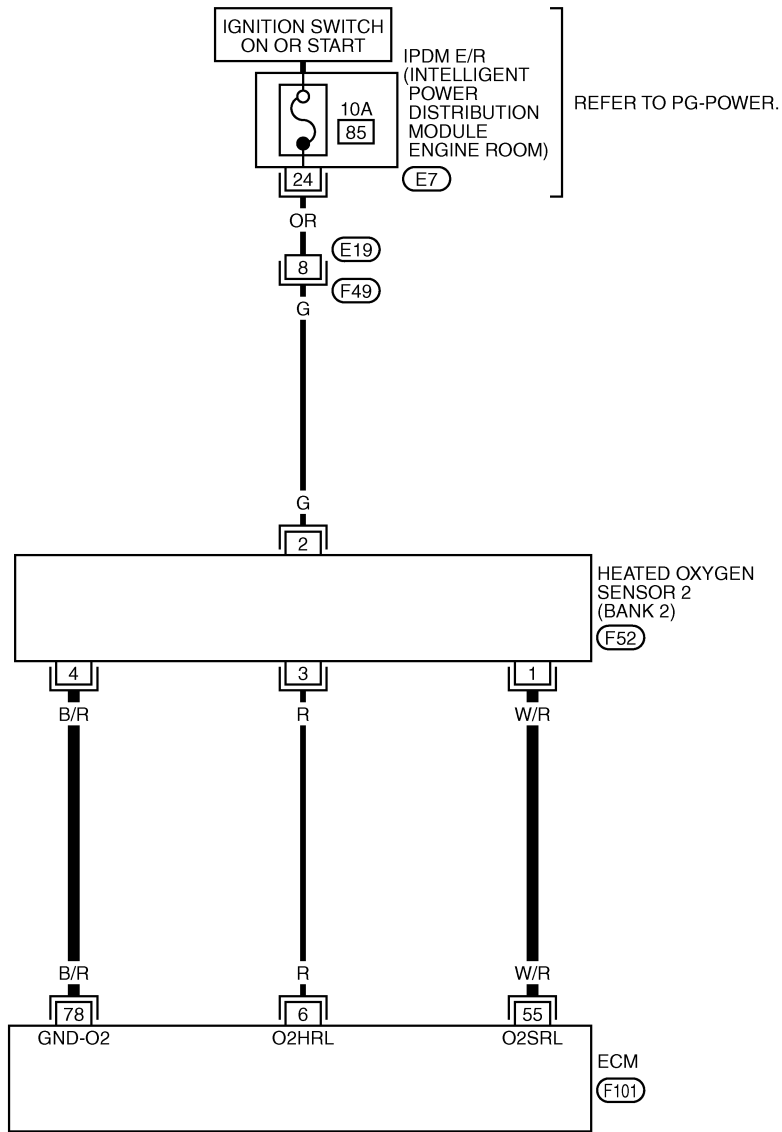 IGNITION SWITCH
ON OR START
IPDM E/R
(INTELLIGENT
POWER
DISTRIBUTION
MODULE
ENGINE ROOM)
REFER TO PG-POWER.
10A
85
24
E7
OR
E19
8
F49
G
G
2
HEATED OXYGEN
SENSOR 2
(BANK 2)
F52
4
3
1
B/R
R
W/R
B/R
R
W/R
78
6
55
GND-O2
O2HRL
O2SRL
ECM
F101